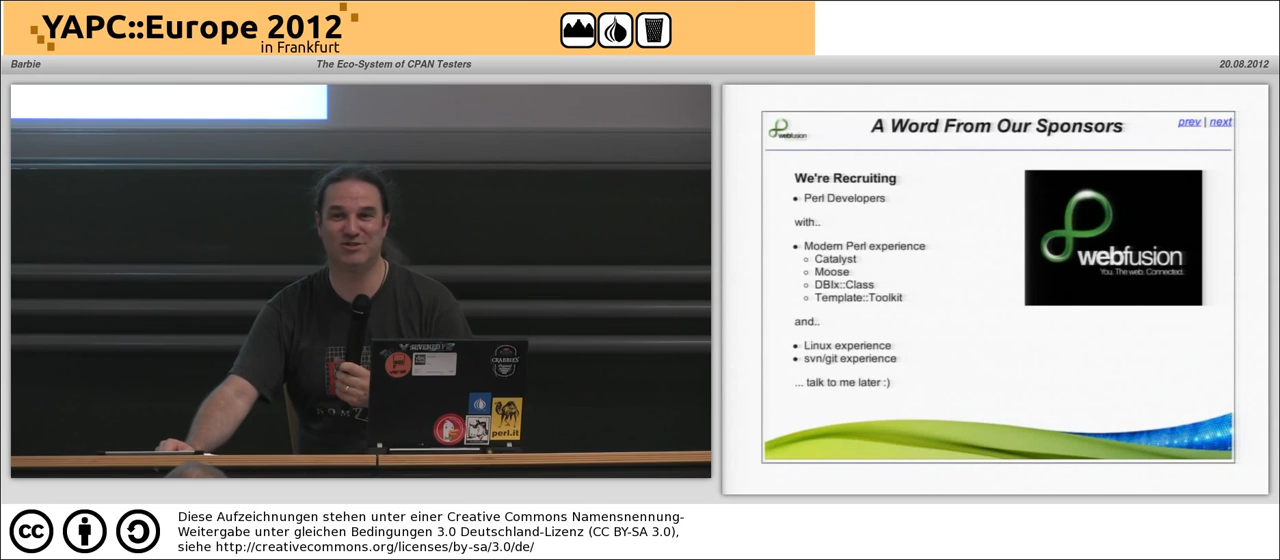 YAPC::Europe 2012
in Frankfurt
Barbie
The Eco-System of CPAN Testers
20.08.2012
CRABBIE'S
perl.it
webfusion
A Word From Our Sponsors
prev | next
We're Recruiting
• Perl Developers
with..
• Modern Perl experience
◦ Catalyst
◦ Moose
◦ DBIx::Class
◦ Template::Toolkit
and..
• Linux experience
• svn/git experience
... talk to me later :)
webfusion
You. The web. Connected.
cc
Diese Aufzeichnungen stehen unter einer Creative Commons Namensnennung-
Weitergabe unter gleichen Bedingungen 3.0 Deutschland-Lizenz (CC BY-SA 3.0),
siehe http://creativecommons.org/licenses/by-sa/3.0/de/